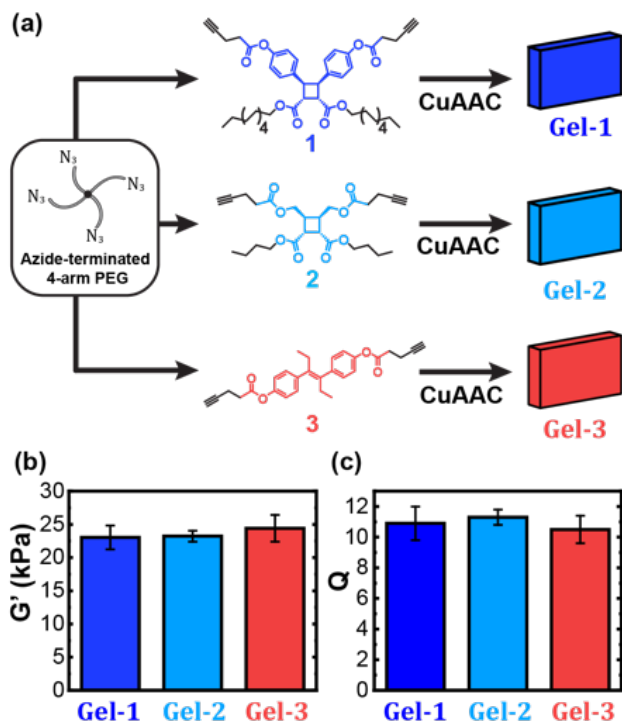 (a)
O
O
O
O
4
O
O
O
O
4
1
CuAAC
Gel-1
N3
N3
N3
N3
Azide-terminated
4-arm PEG
O
O
O
O
O
O
O
O
2
CuAAC
Gel-2
O
O
O
O
3
CuAAC
Gel-3
(b)
30
25
20
15
10
5
0
G' (kPa)
Gel-1 Gel-2 Gel-3
(c)
12
10
8
6
4
2
0
Q
Gel-1 Gel-2 Gel-3